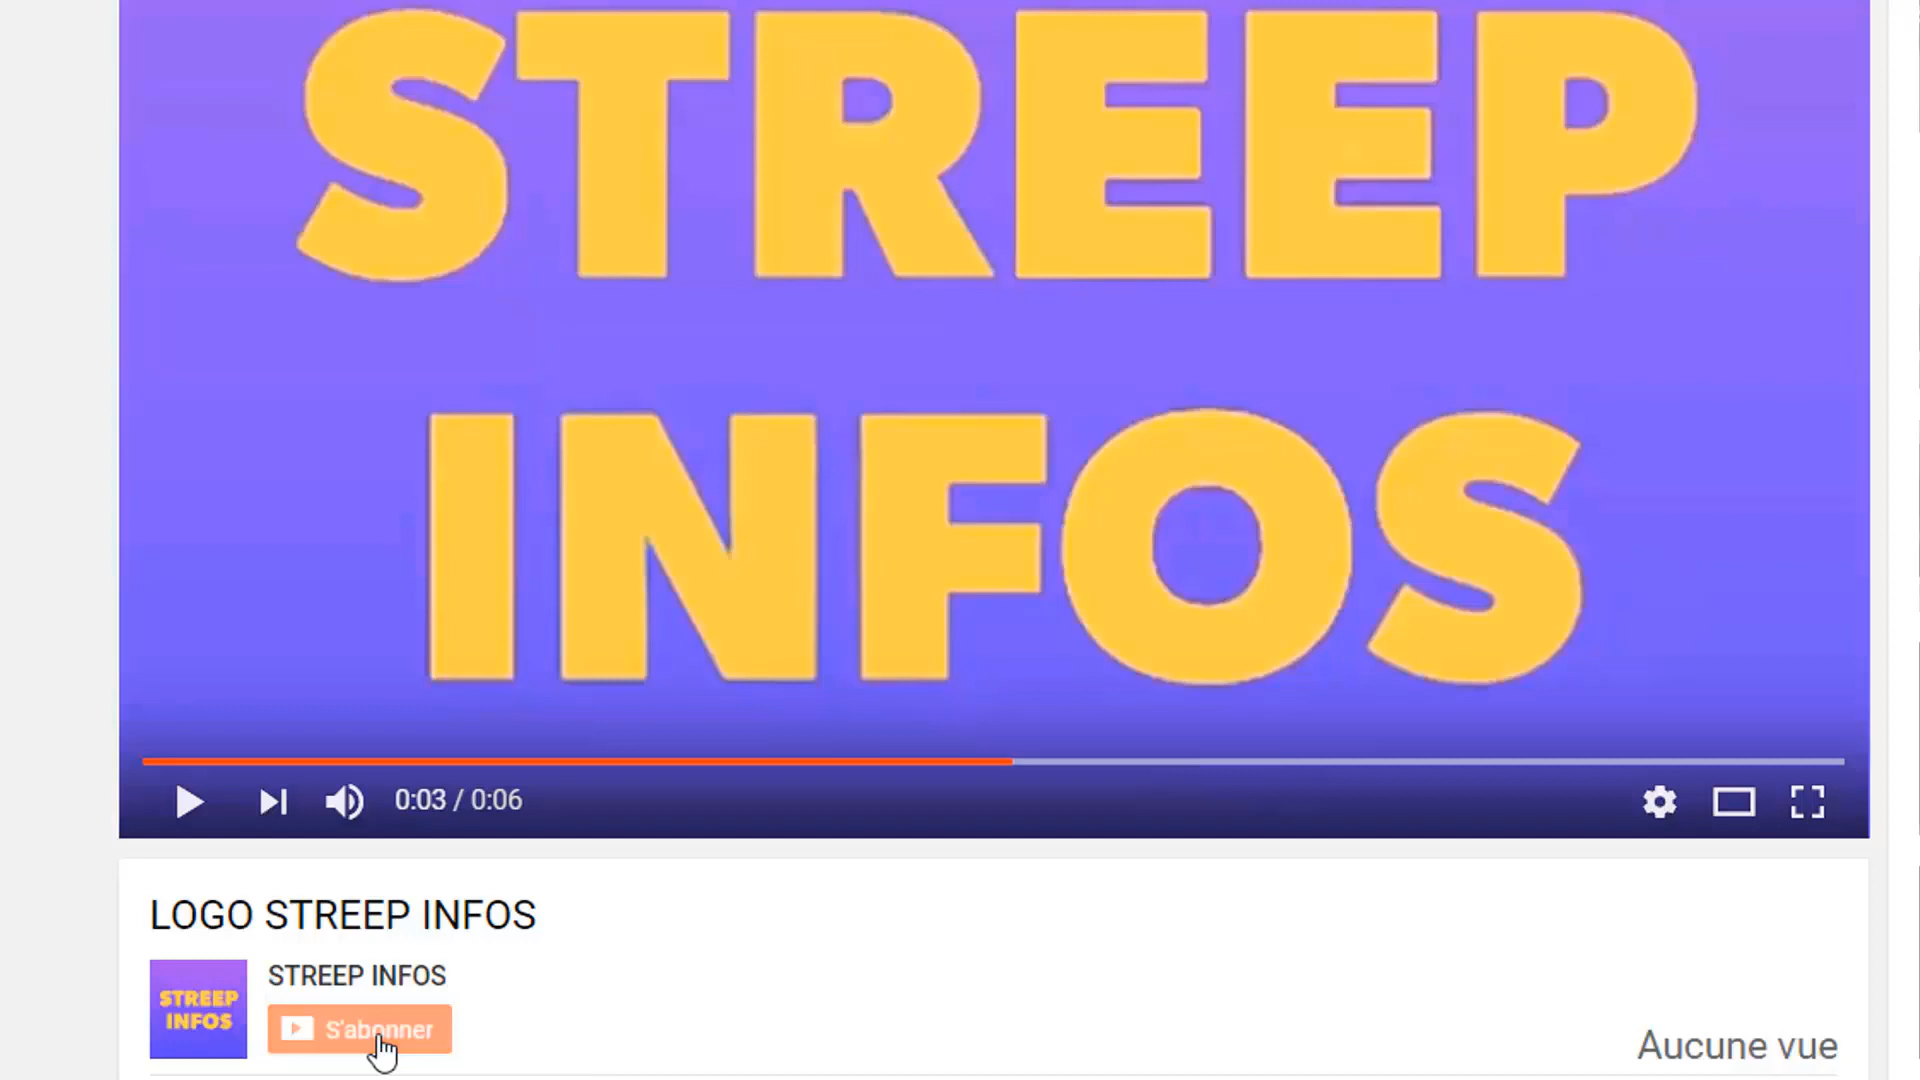 STREEP
INFOS
0:03 / 0:06
LOGO STREEP INFOS
STREEP INFOS
STREEP
INFOS
S'abonner
Aucune vue